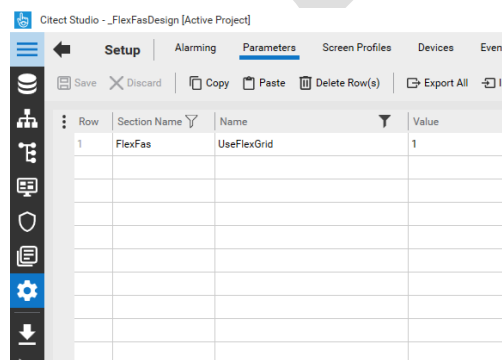 Citect Studio - _FlexFasDesign [Active Project]
Setup Alarming Parameters Screen Profiles Devices Even
Save Discard Copy Paste Delete Row(s) Export All I
Row Section Name Name Value
1 FlexFas UseFlexGrid 1